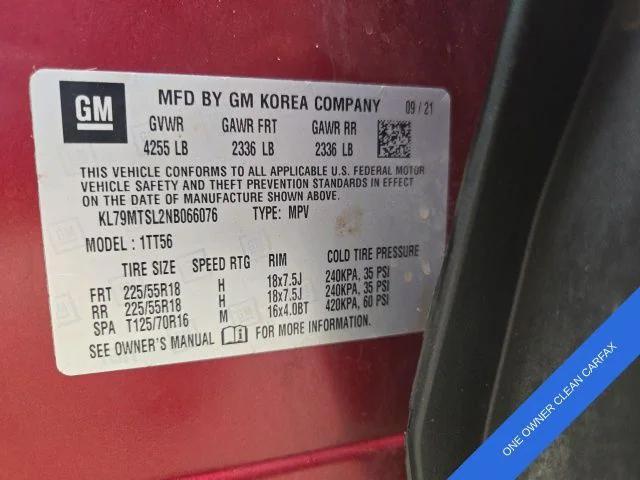 GM
MFD BY GM KOREA COMPANY 09 / 21
GVWR GAWR FRT GAWR RR
4255 LB 2336 LB 2336 LB
THIS VEHICLE CONFORMS TO ALL APPLICABLE U.S. FEDERAL MOTOR
VEHICLE SAFETY AND THEFT PREVENTION STANDARDS IN EFFECT
ON THE DATE OF MANUFACTURE SHOWN ABOVE.
KL79MTSL2NB066076 TYPE: MPV
MODEL : 1TT56
TIRE SIZE SPEED RTG RIM COLD TIRE PRESSURE
FRT 225/55R18 H 18x7.5J 240KPA, 35 PSI
RR 225/55R18 H 18x7.5J 240KPA, 35 PSI
SPA T125/70R16 M 16x4.0BT 420KPA, 60 PSI
SEE OWNER'S MANUAL FOR MORE INFORMATION.
ONE OWNER CLEAN CARFAX